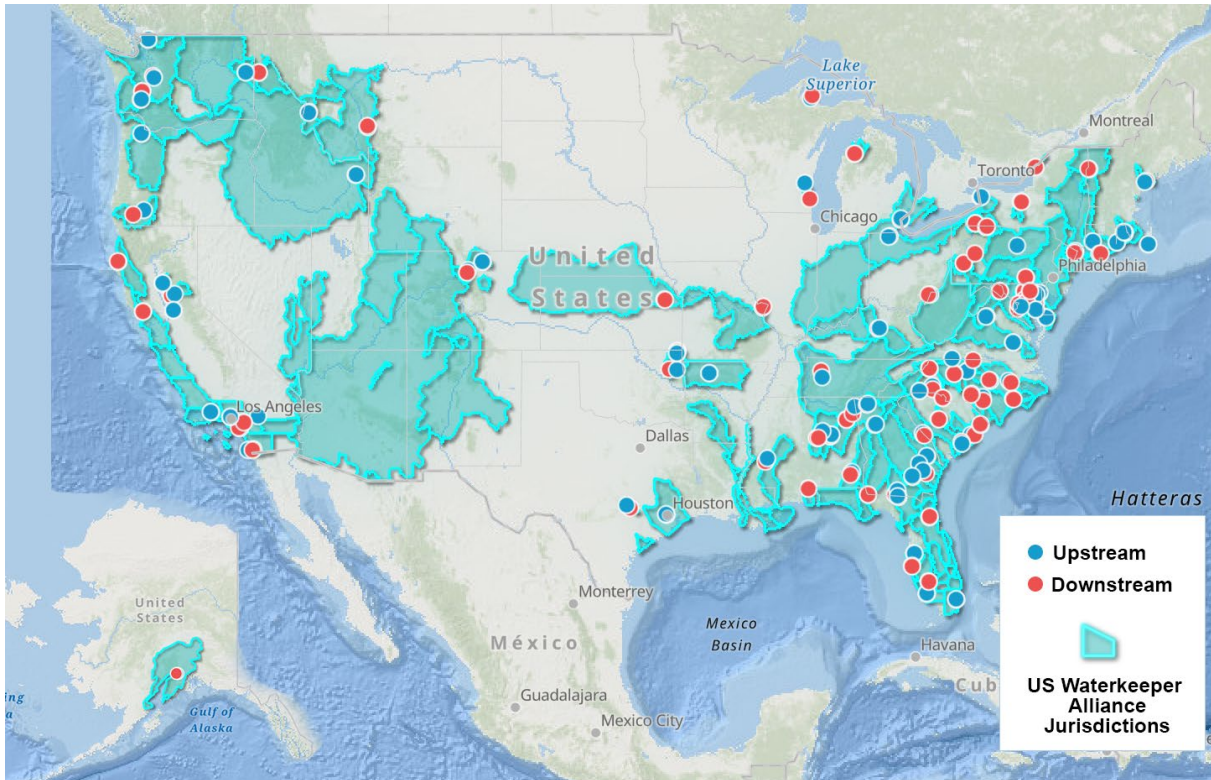 Lake
Superior
Montreal
Toronto
Chicago
United
States
Philadelphia
Los Angeles
Dallas
Houston
Hatteras
Upstream
Downstream
US Waterkeeper
Alliance
Jurisdictions
Monterrey
Mexico
Basin
México
Havana
United
States
Guadalajara
Mexico City
Gulf of
Alaska